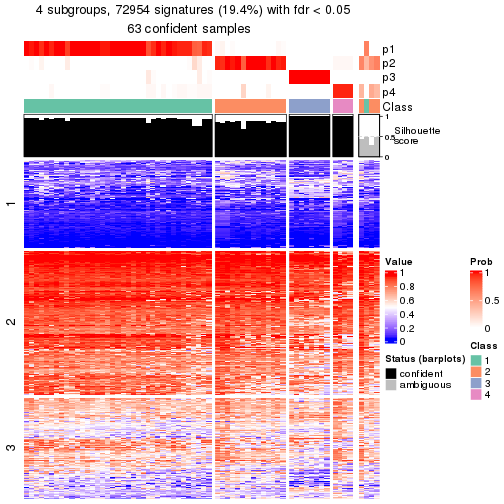 4 subgroups, 72954 signatures (19.4%) with fdr < 0.05
63 confident samples
p1
p2
p3
p4
Class
1
0.5
0
Silhouette
score
1
2
3
Value
1
0.8
0.6
0.4
0.2
0
Status (barplots)
confident
ambiguous
Prob
1
0.5
0
Class
1
2
3
4